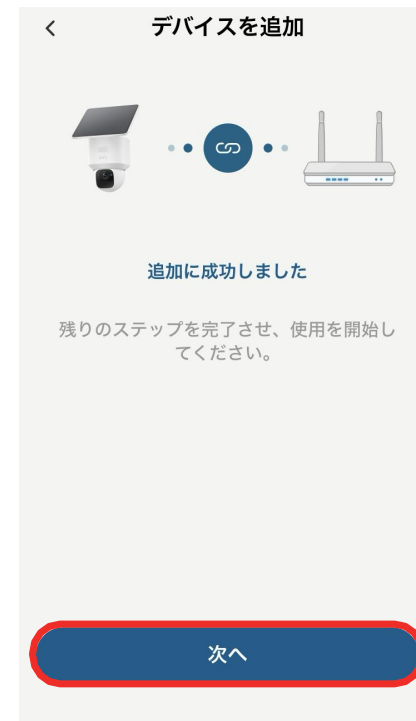 デバイスを追加
追加に成功しました
残りのステップを完了させ、使用を開始し
てください。
次へ